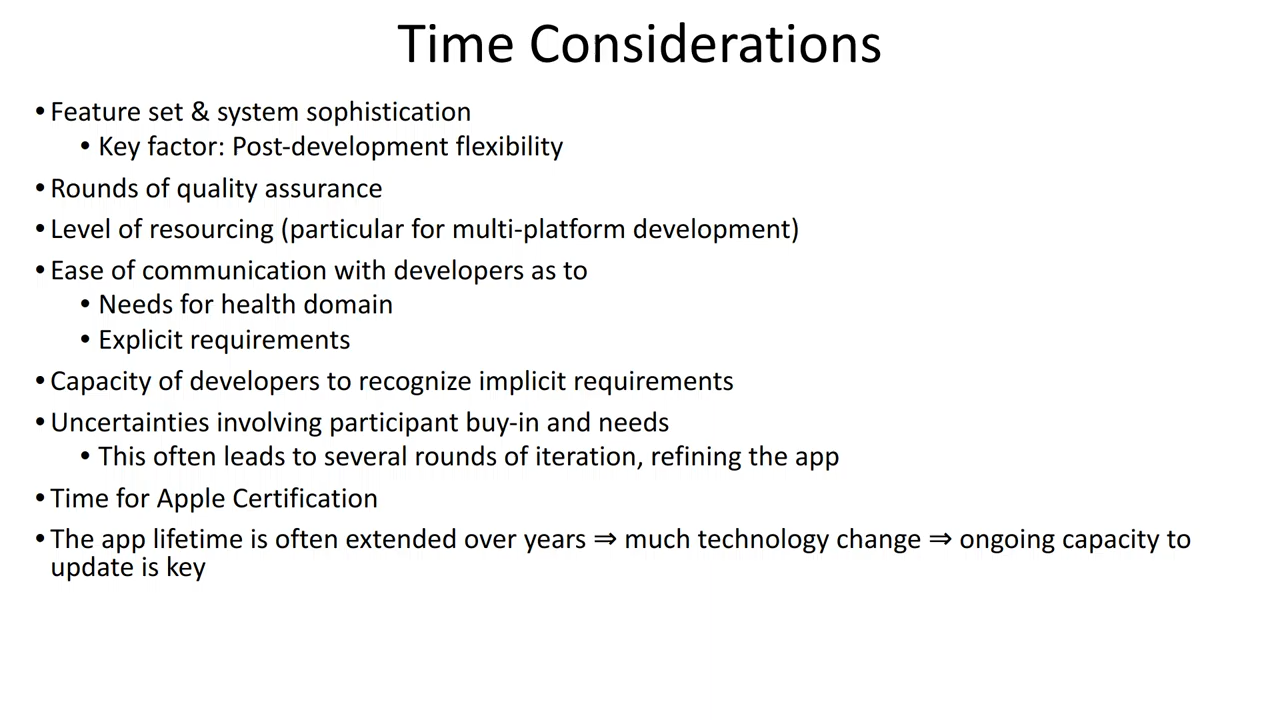 Time Considerations
• Feature set & system sophistication
• Key factor: Post-development flexibility
• Rounds of quality assurance
• Level of resourcing (particular for multi-platform development)
• Ease of communication with developers as to
• Needs for health domain
• Explicit requirements
• Capacity of developers to recognize implicit requirements
• Uncertainties involving participant buy-in and needs
• This often leads to several rounds of iteration, refining the app
• Time for Apple Certification
• The app lifetime is often extended over years ⇒ much technology change ⇒ ongoing capacity to
update is key